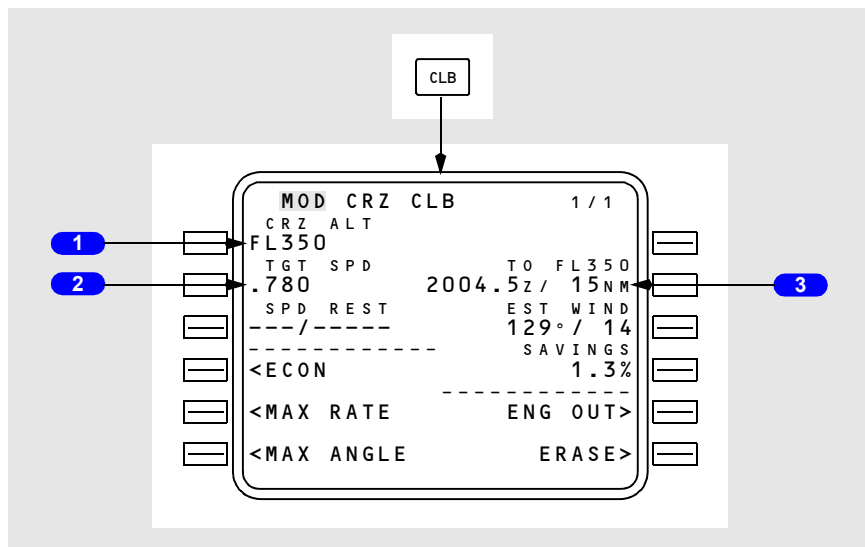 CLB
MOD CRZ CLB 1/1
CRZ ALT
1 FL350
TGT SPD TO FL350
2 .780 2004.5z/ 15NM 3
SPD REST EST WIND
---/----- 129°/ 14
------------ SAVINGS
<ECON 1.3%
------------
<MAX RATE ENG OUT>
<MAX ANGLE ERASE>